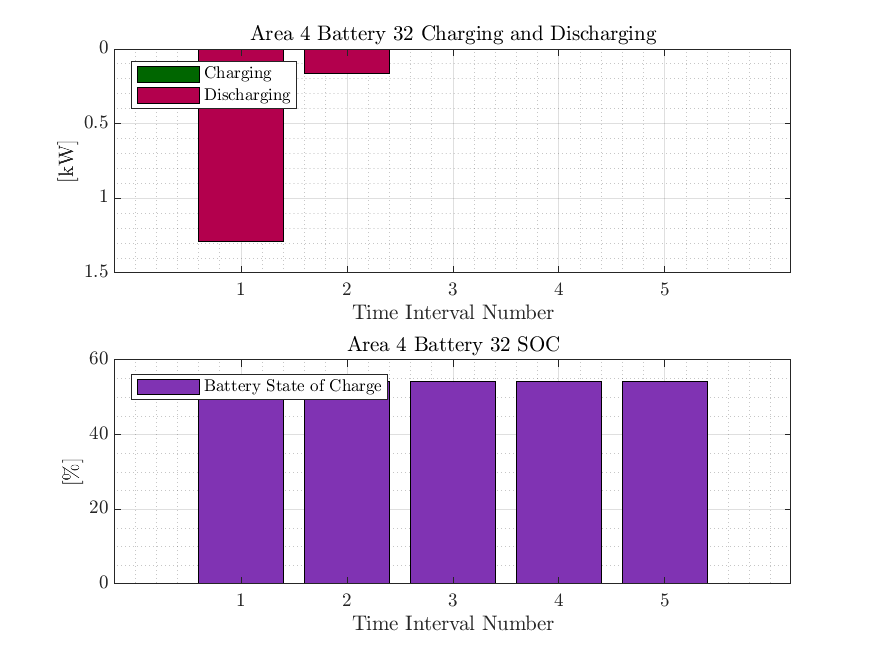 Area 4 Battery 32 Charging and Discharging
0
0.5
1
1.5
[kW]
Charging
Discharging
1 2 3 4 5
Time Interval Number
Area 4 Battery 32 SOC
60
40
20
0
[%]
Battery State of Charge
1 2 3 4 5
Time Interval Number